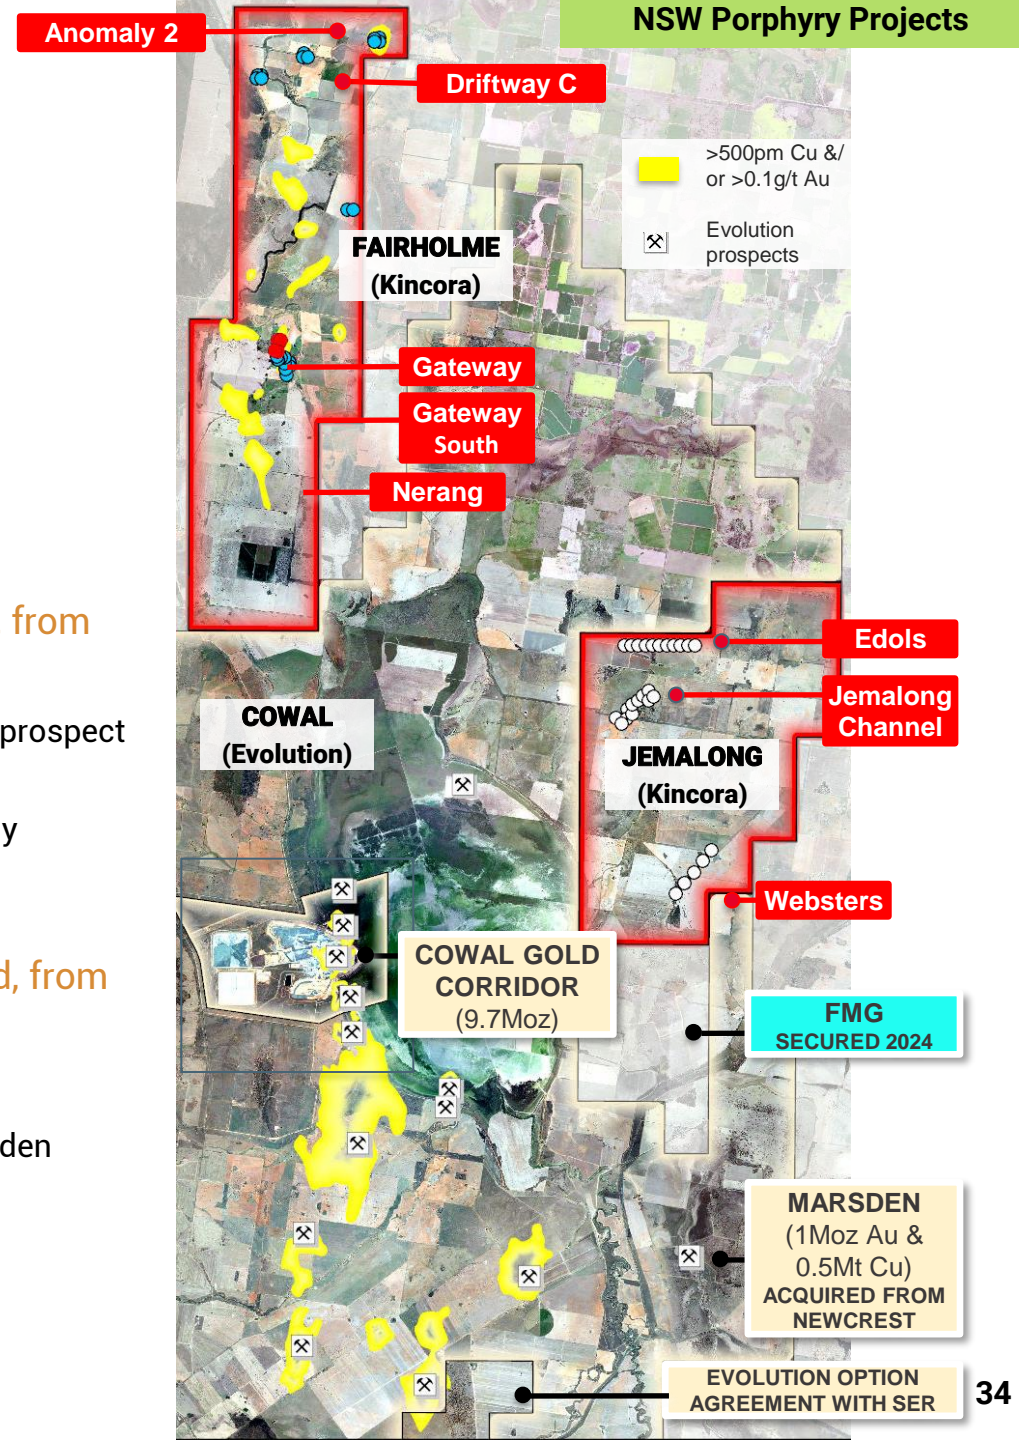 NSW Porphyry Projects
Anomaly 2
Driftway C
>500pm Cu &/
or >0.1g/t Au
Evolution
prospects
FAIRHOLME
(Kincora)
Gateway
Gateway
South
Nerang
from
Edols
prospect
Jemalong
Channel
COWAL
(Evolution)
JEMALONG
(Kincora)
y
Websters
COWAL GOLD
CORRIDOR
(9.7Moz)
d, from
FMG
SECURED 2024
den
MARSDEN
(1Moz Au &
0.5Mt Cu)
ACQUIRED FROM
NEWCREST
EVOLUTION OPTION
AGREEMENT WITH SER
34